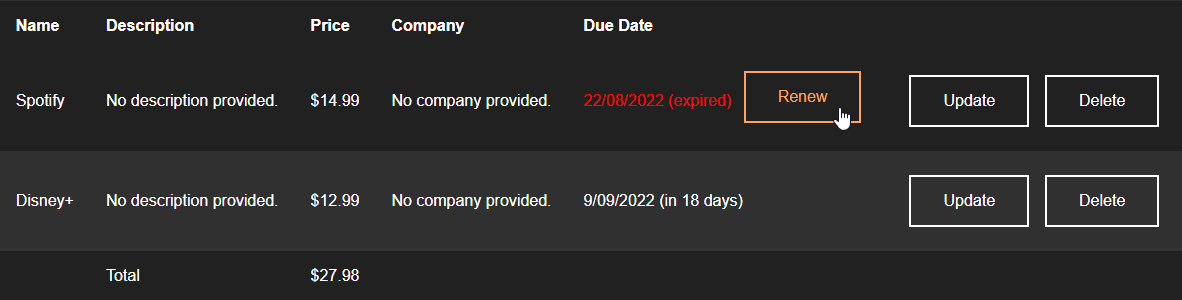 Name Description Price Company Due Date
Spotify No description provided. $14.99 No company provided. 22/08/2022 (expired) Renew Update Delete
Disney+ No description provided. $12.99 No company provided. 9/09/2022 (in 18 days) Update Delete
Total $27.98